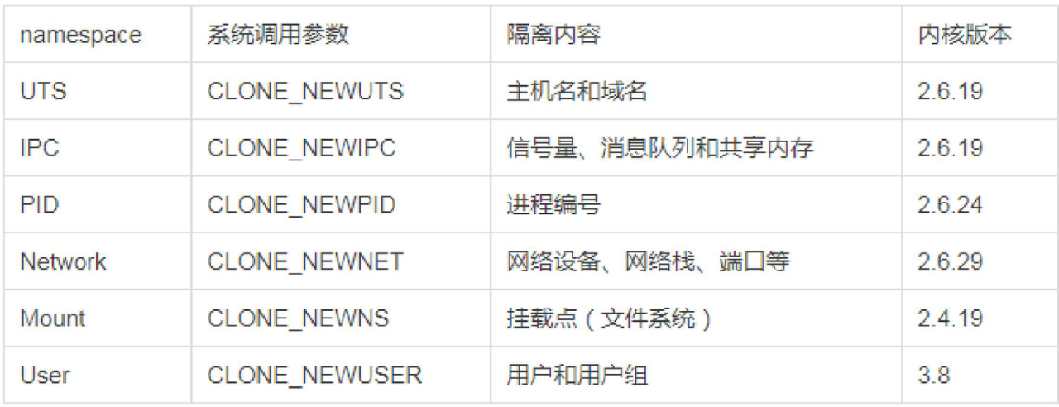 namespace 系统调用参数 隔离内容 内核版本
UTS CLONE_NEWUTS 主机名和域名 2.6.19
IPC CLONE_NEWIPC 信号量、消息队列和共享内存 2.6.19
PID CLONE_NEWPID 进程编号 2.6.24
Network CLONE_NEWNET 网络设备、网络栈、端口等 2.6.29
Mount CLONE_NEWNS 挂载点（文件系统） 2.4.19
User CLONE_NEWUSER 用户和用户组 3.8